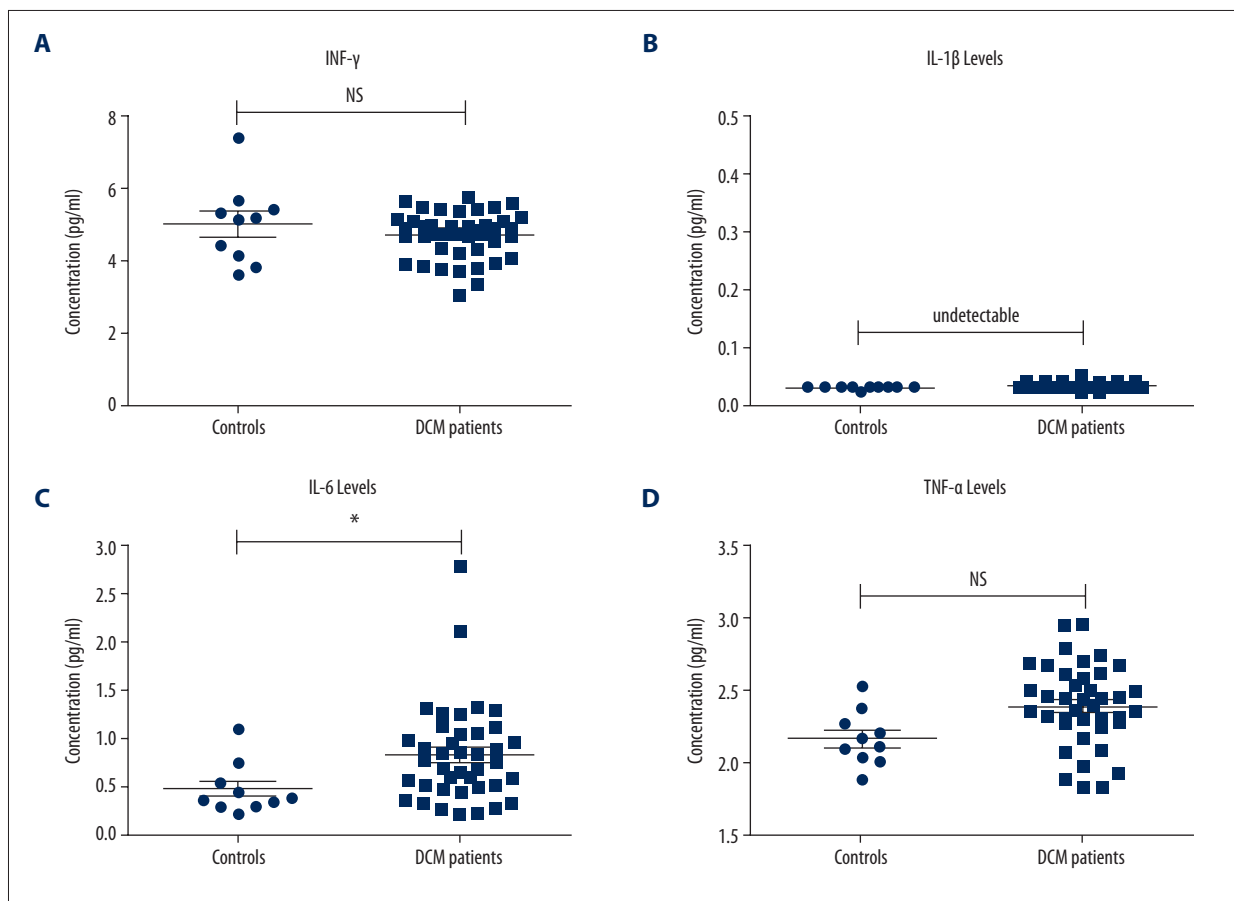 A
INF-γ
NS
Concentration (pg/ml)
8
6
4
2
0
Controls
DCM patients
B
IL-1β Levels
undetectable
Concentration (pg/ml)
0.5
0.4
0.3
0.2
0.1
0.0
Controls
DCM patients
C
IL-6 Levels
*
Concentration (pg/ml)
3.0
2.5
2.0
1.5
1.0
0.5
0.0
Controls
DCM patients
D
TNF-α Levels
NS
Concentration (pg/ml)
3.5
3.0
2.5
2.0
1.5
Controls
DCM patients